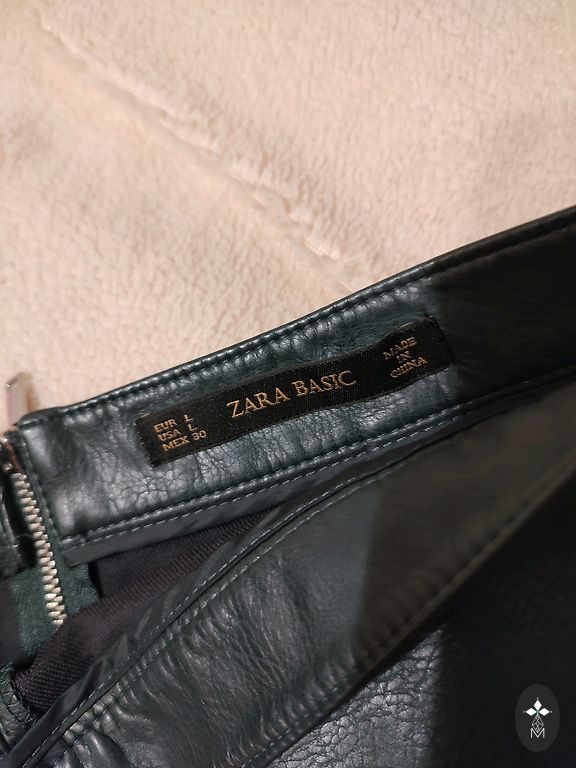 EUR L
USA L
MEX 30
ZARA BASIC
MADE
IN
CHINA